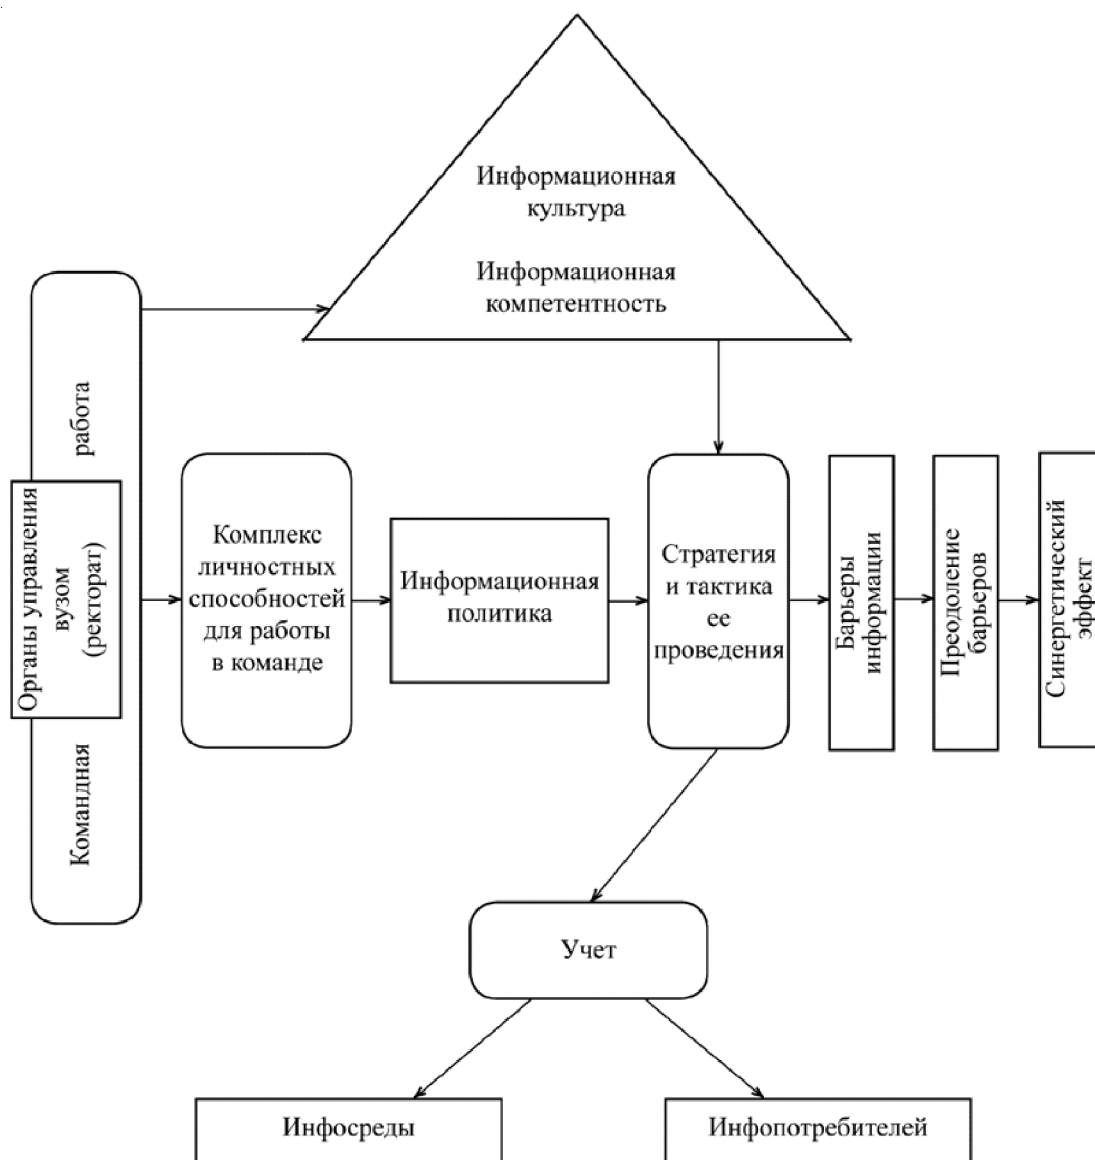 Информационная
культура
Информационная
компетентность
Командная работа
Органы управления
вузом
(ректорат)
Комплекс
личностных
способностей
для работы
в команде
Информационная
политика
Стратегия
и тактика
ее
проведения
Барьеры
информации
Преодоление
барьеров
Синергетический
эффект
Учет
Инфосреды
Инфопотребителей